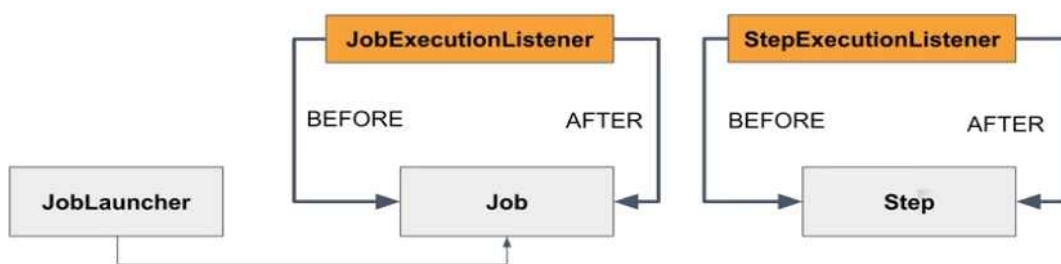 JobExecutionListener
StepExecutionListener
BEFORE
AFTER
BEFORE
AFTER
JobLauncher
Job
Step